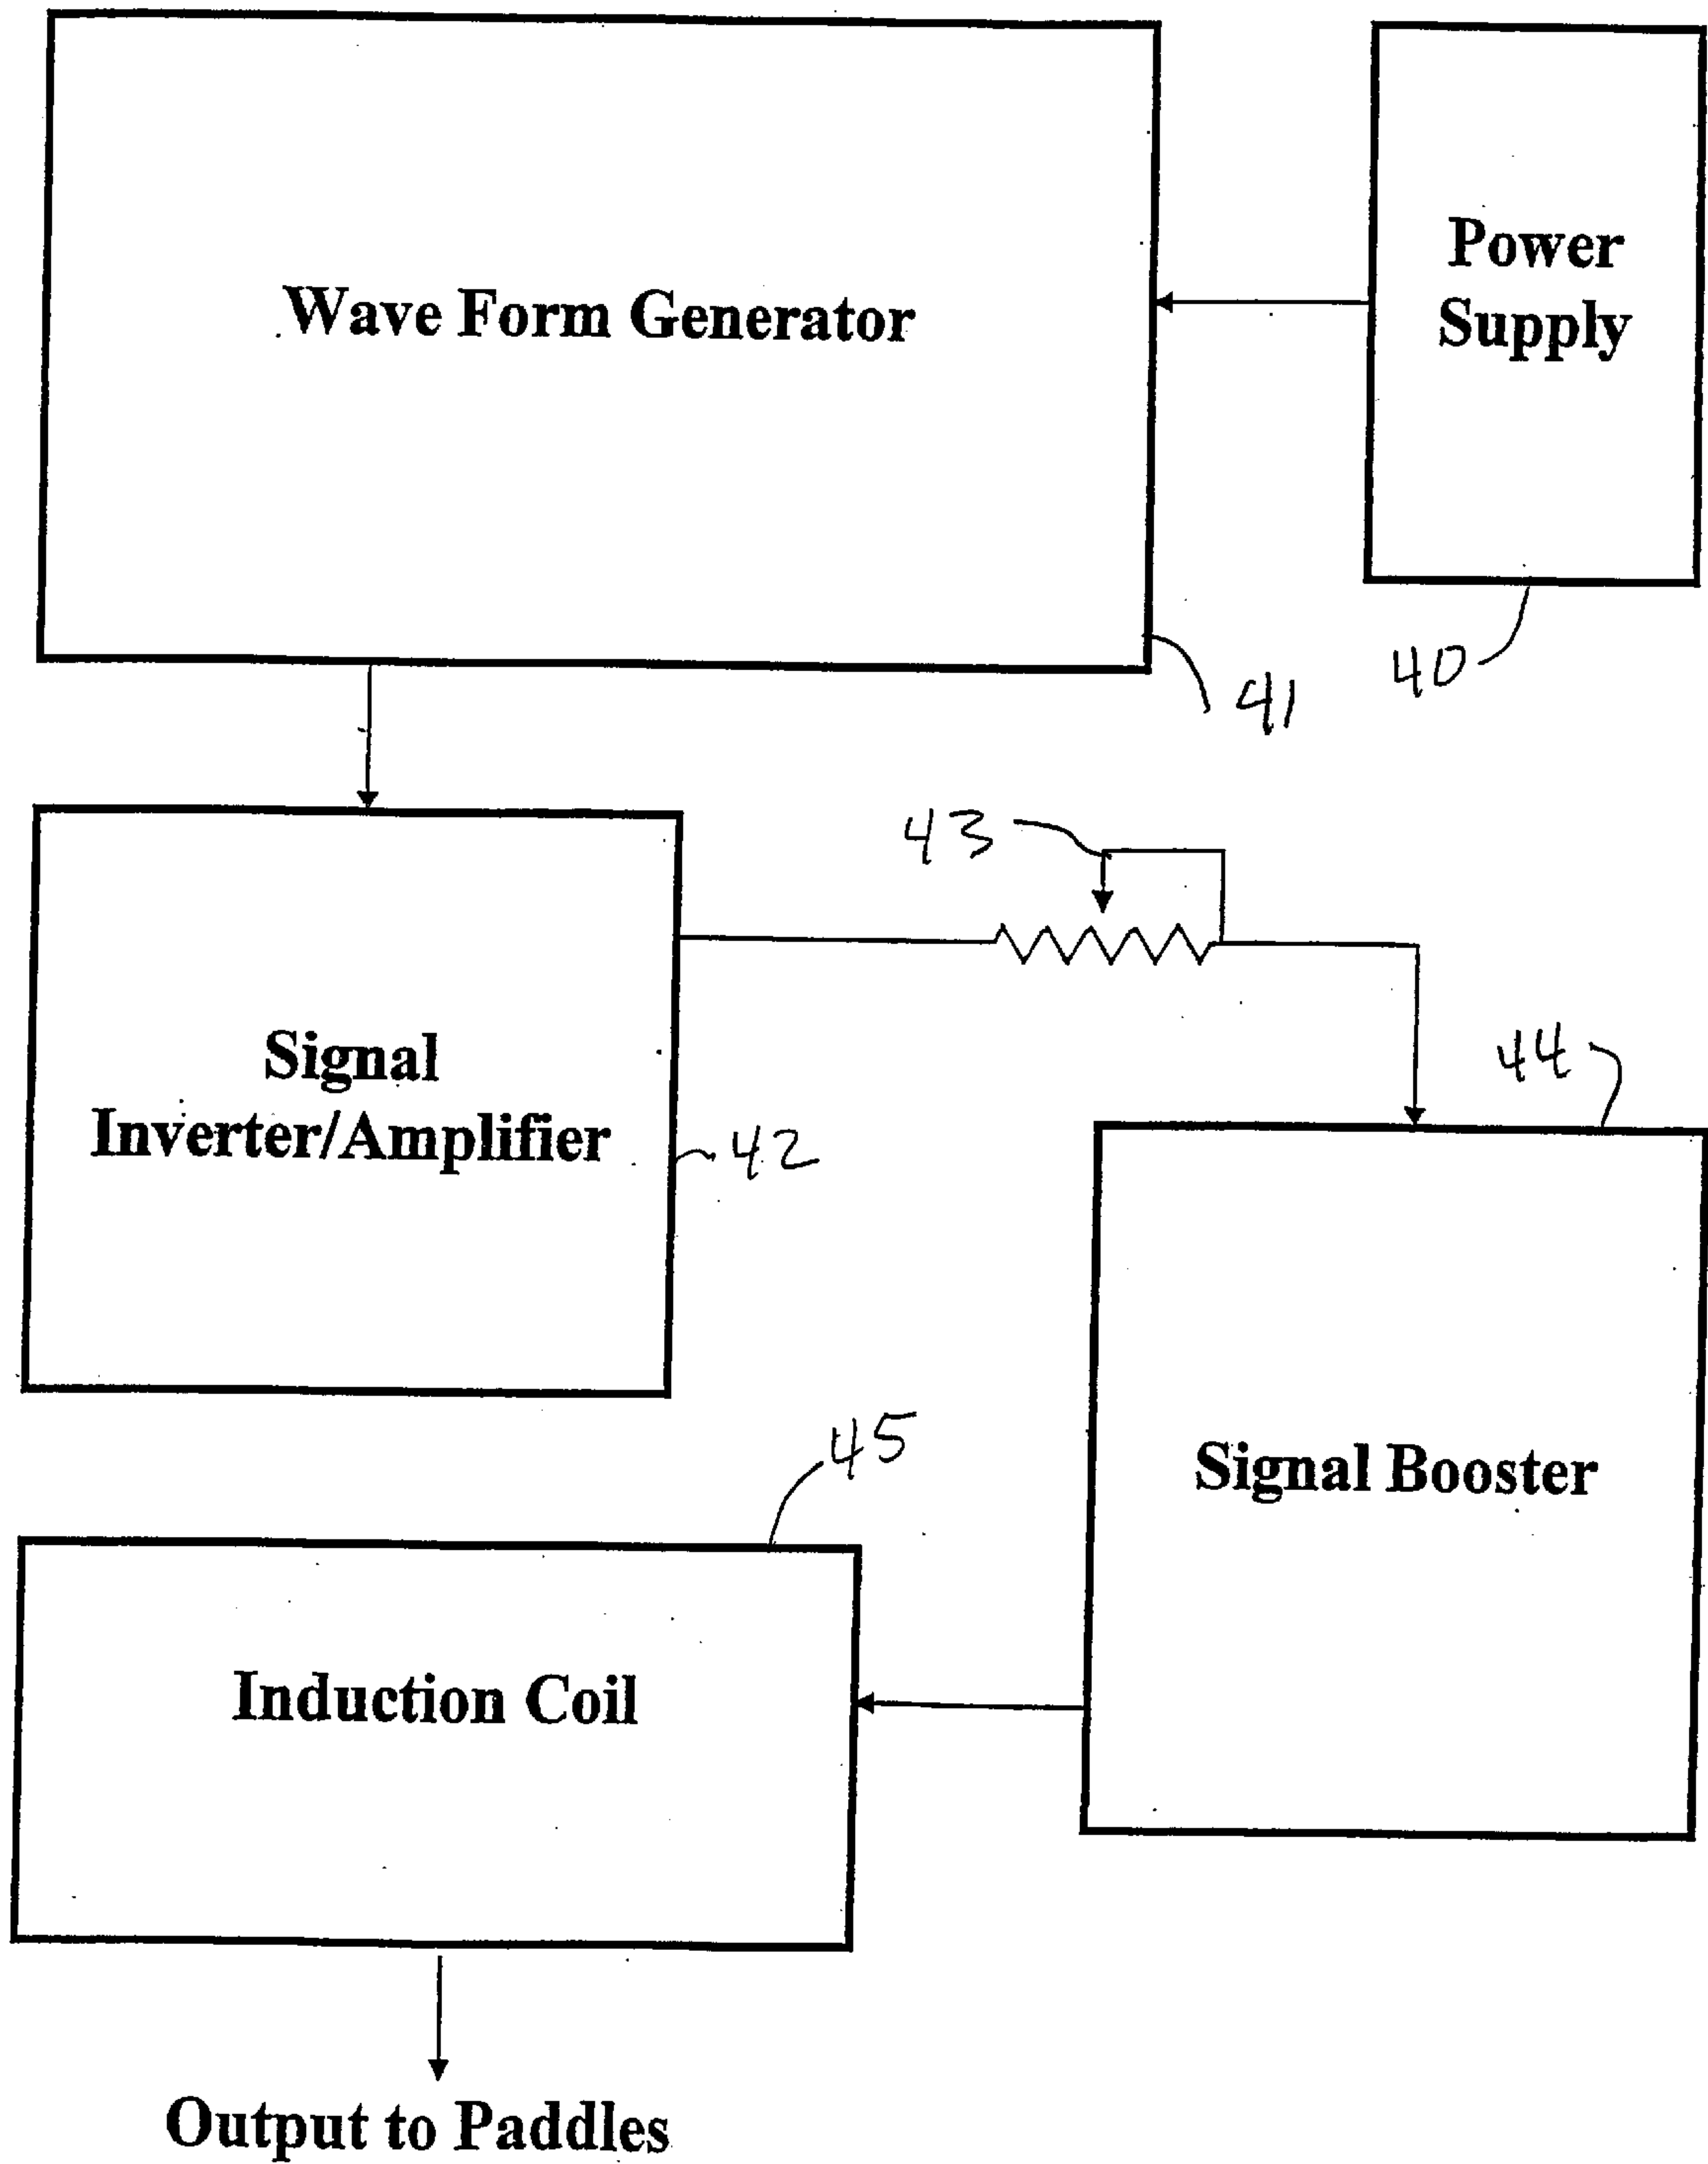 Wave Form Generator
Power
Supply
41
40
43
Signal
Inverter/Amplifier
42
44
Signal Booster
45
Induction Coil
Output to Paddles